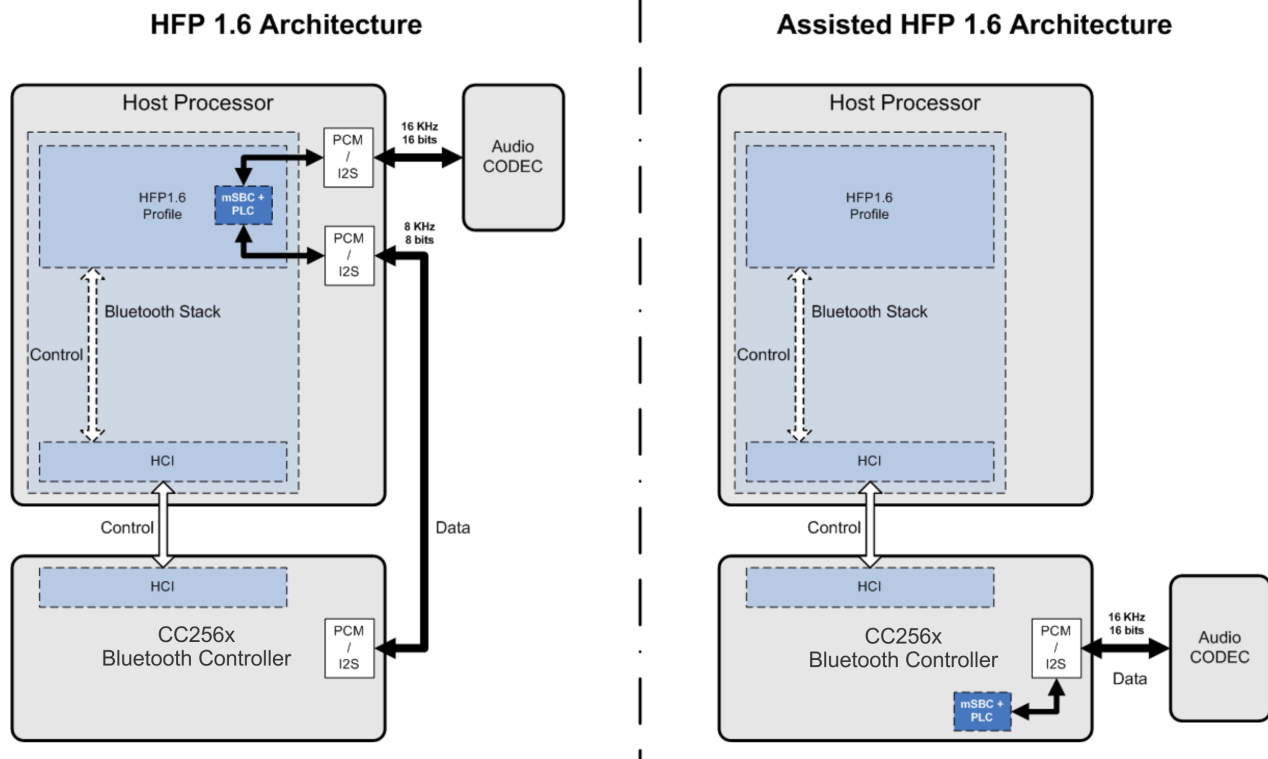 HFP 1.6 Architecture
Host Processor
PCM
/
I2S
16 KHz
16 bits
Audio
CODEC
HFP1.6
Profile
mSBC +
PLC
PCM
/
I2S
8 KHz
8 bits
Bluetooth Stack
Control
HCI
Control
Data
HCI
CC256x
Bluetooth Controller
PCM
/
I2S
Assisted HFP 1.6 Architecture
Host Processor
HFP1.6
Profile
Bluetooth Stack
Control
HCI
Control
HCI
CC256x
Bluetooth Controller
PCM
/
I2S
16 KHz
16 bits
Data
Audio
CODEC
mSBC +
PLC